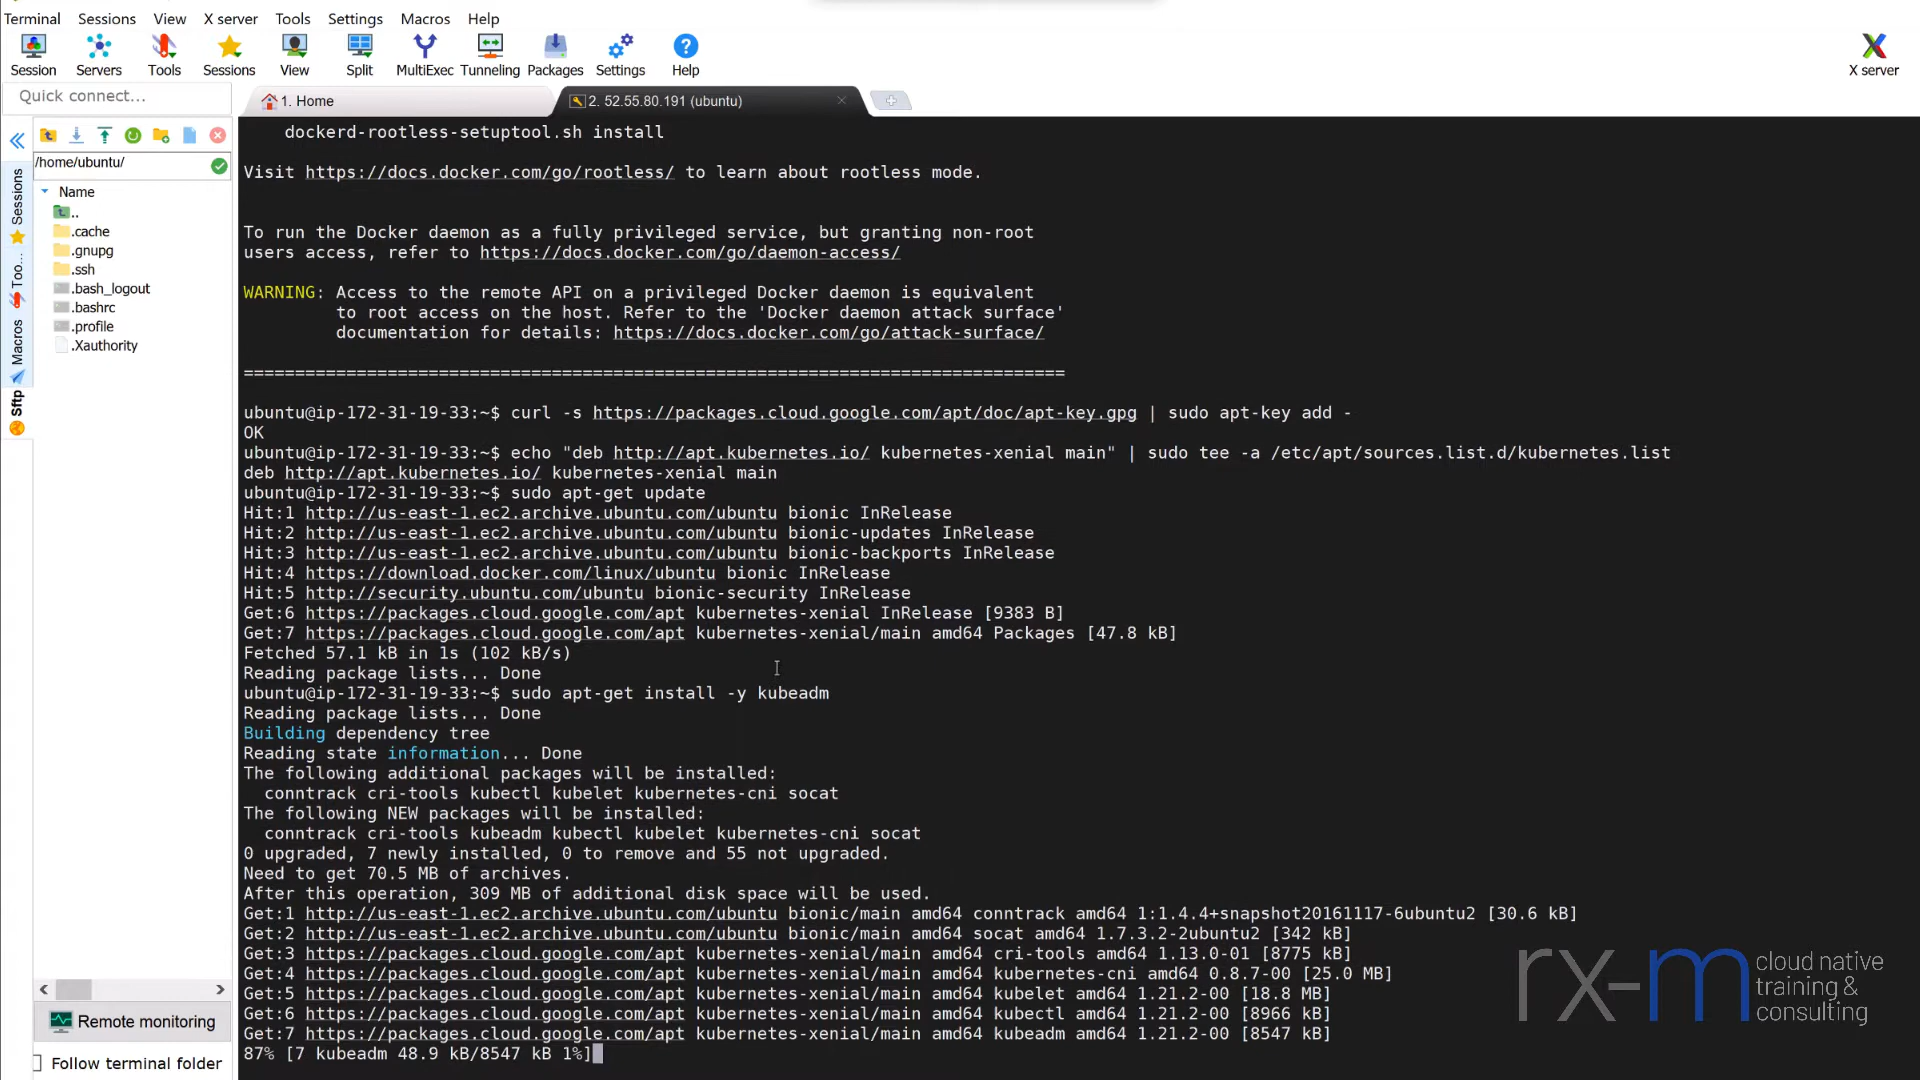 Terminal Sessions View X server Tools Settings Macros Help
Session Servers Tools Sessions View Split MultiExec Tunneling Packages Settings Help X server
Quick connect...
1. Home
2. 52.55.80.191 (ubuntu)
/home/ubuntu/
Name
..
.cache
.gnupg
.ssh
.bash_logout
.bashrc
.profile
.Xauthority
Sessions
Too...
Macros
Sftp
Remote monitoring
Follow terminal folder
dockerd-rootless-setuptool.sh install
Visit https://docs.docker.com/go/rootless/ to learn about rootless mode.
To run the Docker daemon as a fully privileged service, but granting non-root
users access, refer to https://docs.docker.com/go/daemon-access/
WARNING: Access to the remote API on a privileged Docker daemon is equivalent
to root access on the host. Refer to the 'Docker daemon attack surface'
documentation for details: https://docs.docker.com/go/attack-surface/
================================================================================
ubuntu@ip-172-31-19-33:~$ curl -s https://packages.cloud.google.com/apt/doc/apt-key.gpg | sudo apt-key add -
OK
ubuntu@ip-172-31-19-33:~$ echo "deb http://apt.kubernetes.io/ kubernetes-xenial main" | sudo tee -a /etc/apt/sources.list.d/kubernetes.list
deb http://apt.kubernetes.io/ kubernetes-xenial main
ubuntu@ip-172-31-19-33:~$ sudo apt-get update
Hit:1 http://us-east-1.ec2.archive.ubuntu.com/ubuntu bionic InRelease
Hit:2 http://us-east-1.ec2.archive.ubuntu.com/ubuntu bionic-updates InRelease
Hit:3 http://us-east-1.ec2.archive.ubuntu.com/ubuntu bionic-backports InRelease
Hit:4 https://download.docker.com/linux/ubuntu bionic InRelease
Hit:5 http://security.ubuntu.com/ubuntu bionic-security InRelease
Get:6 https://packages.cloud.google.com/apt kubernetes-xenial InRelease [9383 B]
Get:7 https://packages.cloud.google.com/apt kubernetes-xenial/main amd64 Packages [47.8 kB]
Fetched 57.1 kB in 1s (102 kB/s)
Reading package lists... Done
ubuntu@ip-172-31-19-33:~$ sudo apt-get install -y kubeadm
Reading package lists... Done
Building dependency tree
Reading state information... Done
The following additional packages will be installed:
conntrack cri-tools kubectl kubelet kubernetes-cni socat
The following NEW packages will be installed:
conntrack cri-tools kubeadm kubectl kubelet kubernetes-cni socat
0 upgraded, 7 newly installed, 0 to remove and 55 not upgraded.
Need to get 70.5 MB of archives.
After this operation, 309 MB of additional disk space will be used.
Get:1 http://us-east-1.ec2.archive.ubuntu.com/ubuntu bionic/main amd64 conntrack amd64 1:1.4.4+snapshot20161117-6ubuntu2 [30.6 kB]
Get:2 http://us-east-1.ec2.archive.ubuntu.com/ubuntu bionic/main amd64 socat amd64 1.7.3.2-2ubuntu2 [342 kB]
Get:3 https://packages.cloud.google.com/apt kubernetes-xenial/main amd64 cri-tools amd64 1.13.0-01 [8775 kB]
Get:4 https://packages.cloud.google.com/apt kubernetes-xenial/main amd64 kubernetes-cni amd64 0.8.7-00 [25.0 MB]
Get:5 https://packages.cloud.google.com/apt kubernetes-xenial/main amd64 kubelet amd64 1.21.2-00 [18.8 MB]
Get:6 https://packages.cloud.google.com/apt kubernetes-xenial/main amd64 kubectl amd64 1.21.2-00 [8966 kB]
Get:7 https://packages.cloud.google.com/apt kubernetes-xenial/main amd64 kubeadm amd64 1.21.2-00 [8547 kB]
87% [7 kubeadm 48.9 kB/8547 kB 1%]
rx-m
cloud native
training &
consulting